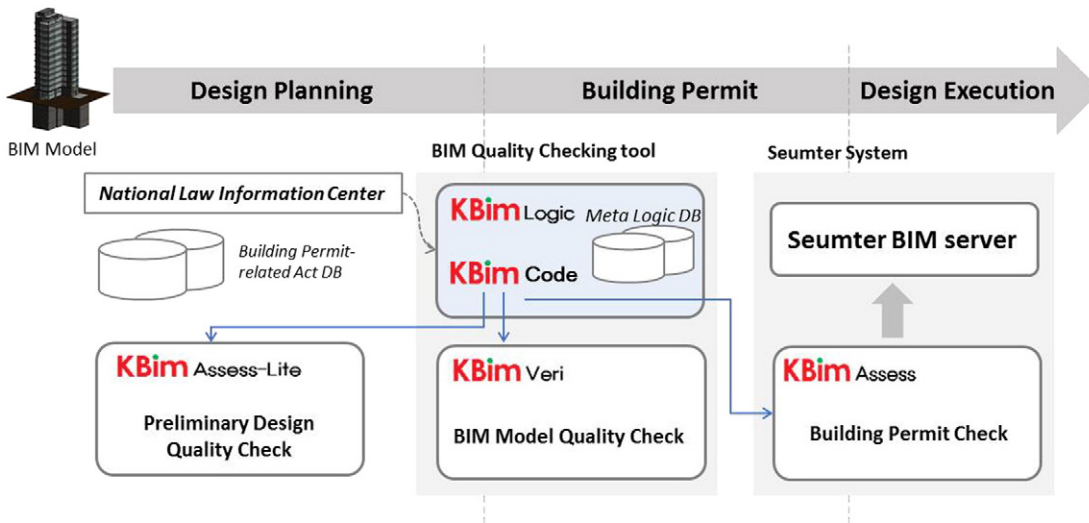 Design Planning
Building Permit
Design Execution
BIM Model
BIM Quality Checking tool
Seumter System
National Law Information Center
KBim Logic
Meta Logic DB
Seumter BIM server
Building Permit-
related Act DB
KBim Code
KBim Assess-Lite
KBim Veri
KBim Assess
Preliminary Design
Quality Check
BIM Model Quality Check
Building Permit Check